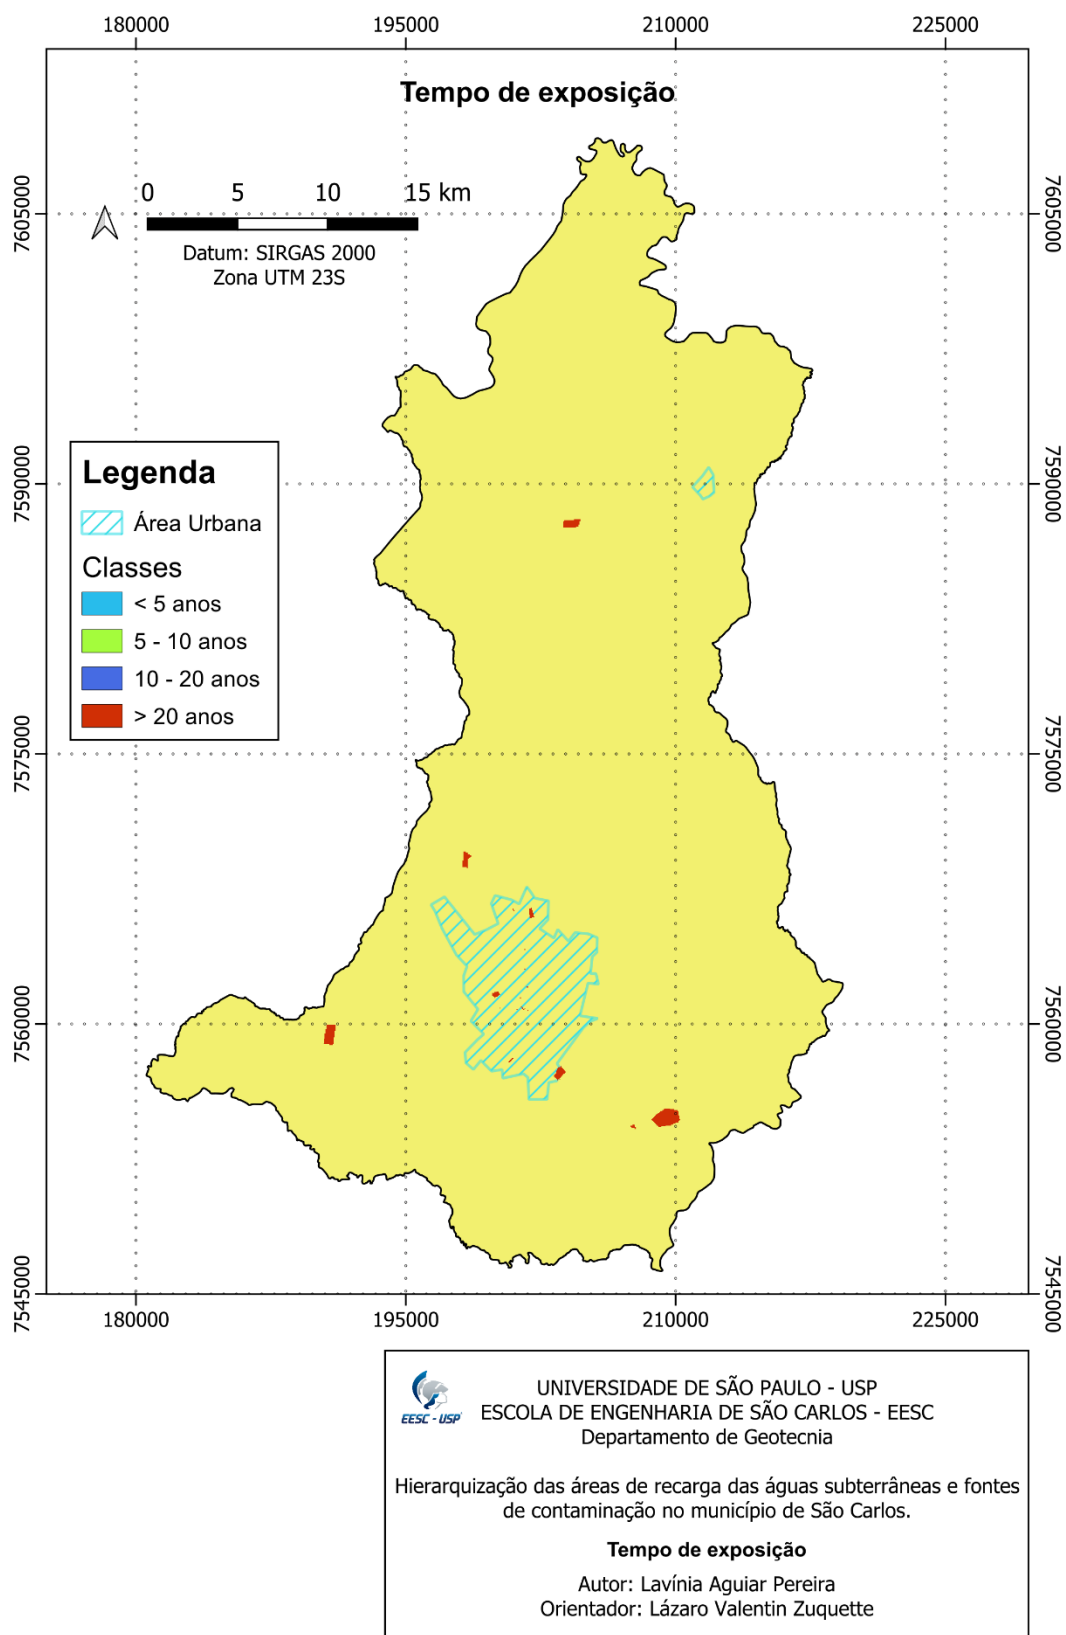 180000 195000 210000 225000
Tempo de exposição
0 5 10 15 km
Datum: SIRGAS 2000
Zona UTM 23S
7605000 7605000
7590000 7590000
7575000 7575000
7560000 7560000
7545000 7545000
Legenda
Área Urbana
Classes
< 5 anos
5 - 10 anos
10 - 20 anos
> 20 anos
180000 195000 210000 225000
EESC - USP
UNIVERSIDADE DE SÃO PAULO - USP
ESCOLA DE ENGENHARIA DE SÃO CARLOS - EESC
Departamento de Geotecnia
Hierarquização das áreas de recarga das águas subterrâneas e fontes
de contaminação no município de São Carlos.
Tempo de exposição
Autor: Lavínia Aguiar Pereira
Orientador: Lázaro Valentin Zuquette